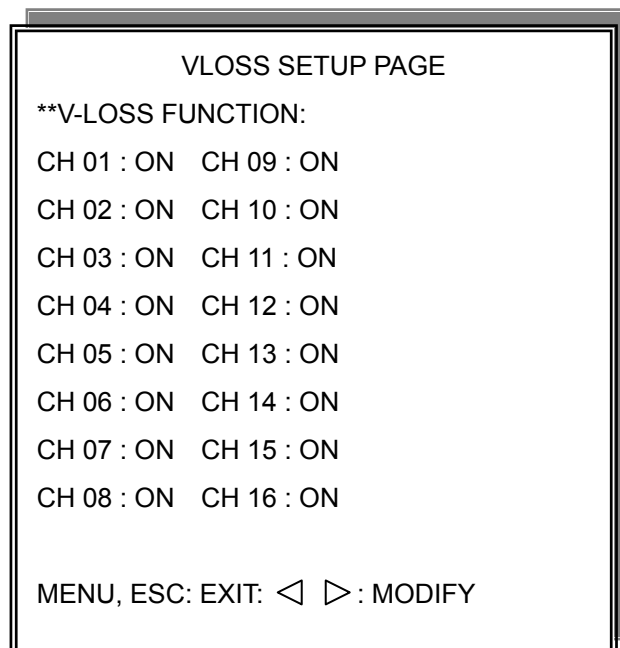 VLOSS SETUP PAGE
**V-LOSS FUNCTION:
CH 01 : ON CH 09 : ON
CH 02 : ON CH 10 : ON
CH 03 : ON CH 11 : ON
CH 04 : ON CH 12 : ON
CH 05 : ON CH 13 : ON
CH 06 : ON CH 14 : ON
CH 07 : ON CH 15 : ON
CH 08 : ON CH 16 : ON
MENU, ESC: EXIT: ◁ ▷ : MODIFY